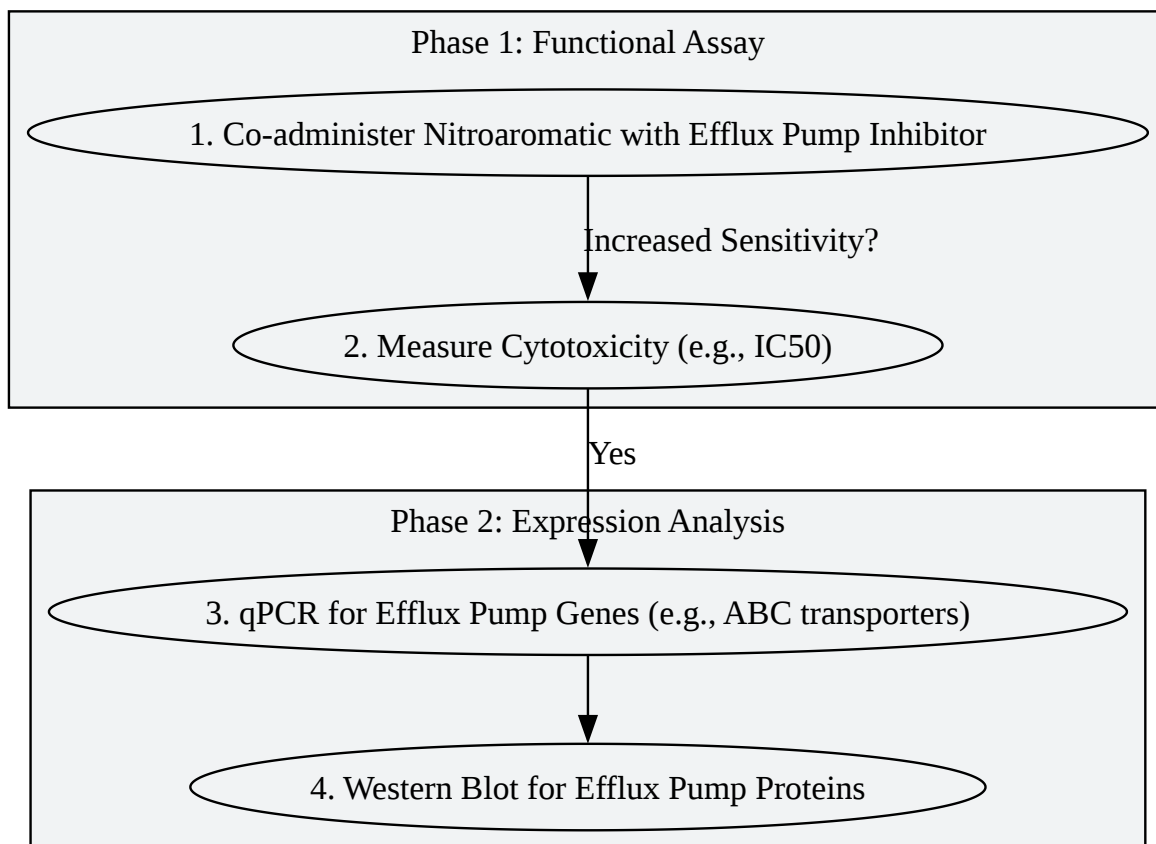 Phase 1: Functional Assay
1. Co-administer Nitroaromatic with Efflux Pump Inhibitor
Increased Sensitivity?
2. Measure Cytotoxicity (e.g., IC50)
Yes
Phase 2: Expression Analysis
3. qPCR for Efflux Pump Genes (e.g., ABC transporters)
4. Western Blot for Efflux Pump Proteins